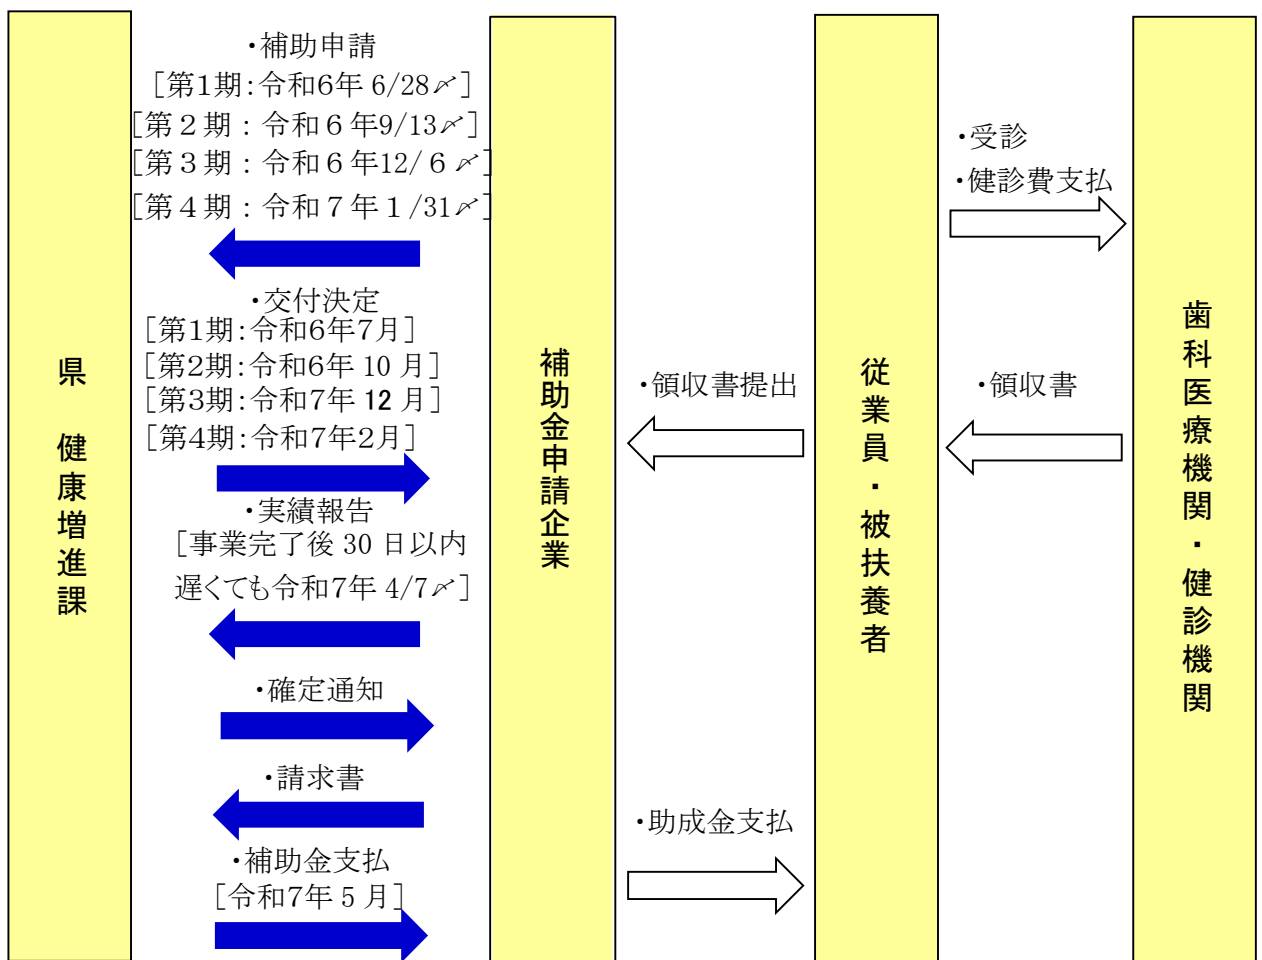 県　健康増進課
・補助申請
［第1期：令和6年 6/28〆］
［第２期：令和６年9/13〆］
［第３期：令和６年12/６〆］
［第４期：令和７年１/31〆］
・交付決定
［第1期：令和6年7月］
［第2期：令和6年 10 月］
［第3期：令和7年 12 月］
［第4期：令和7年2月］
・実績報告
［事業完了後 30 日以内
遅くても令和7年 4/7〆］
・確定通知
・請求書
・補助金支払
［令和7年 5 月］
補助金申請企業
・領収書提出
・助成金支払
従業員・被扶養者
・受診
・健診費支払
・領収書
歯科医療機関・健診機関